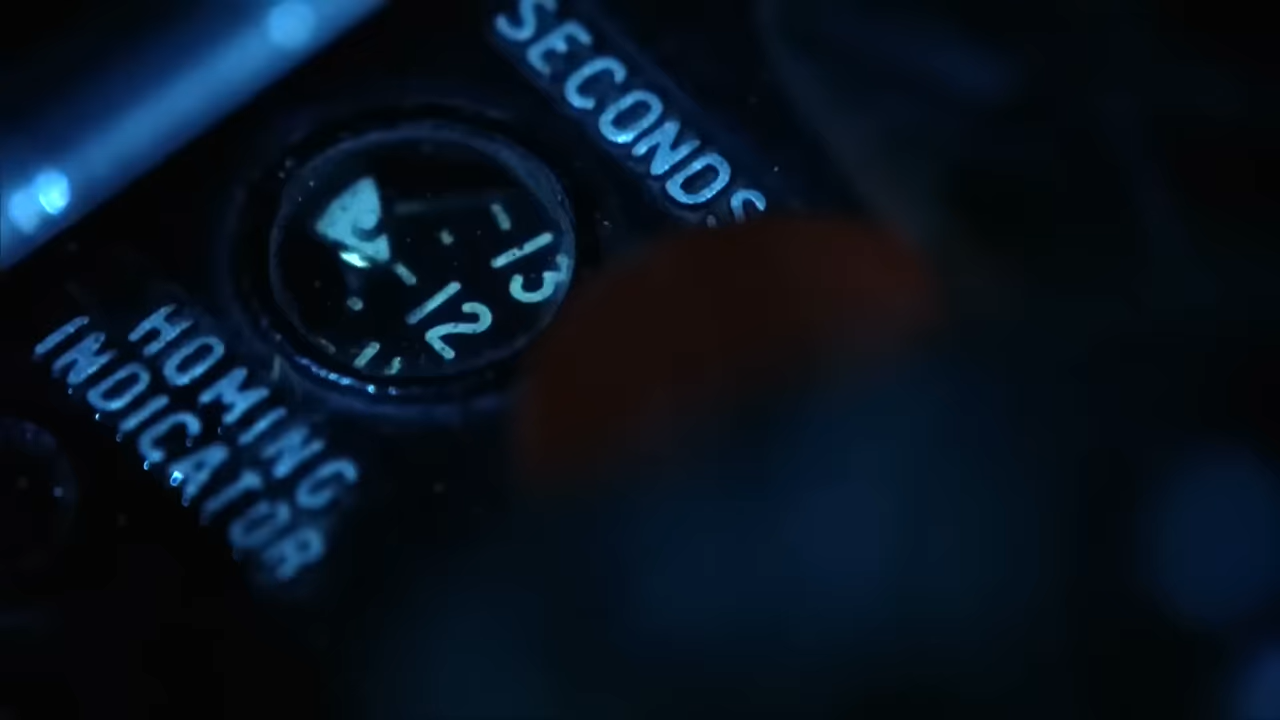 SECONDS
-13
-12
HOMING
INDICATOR